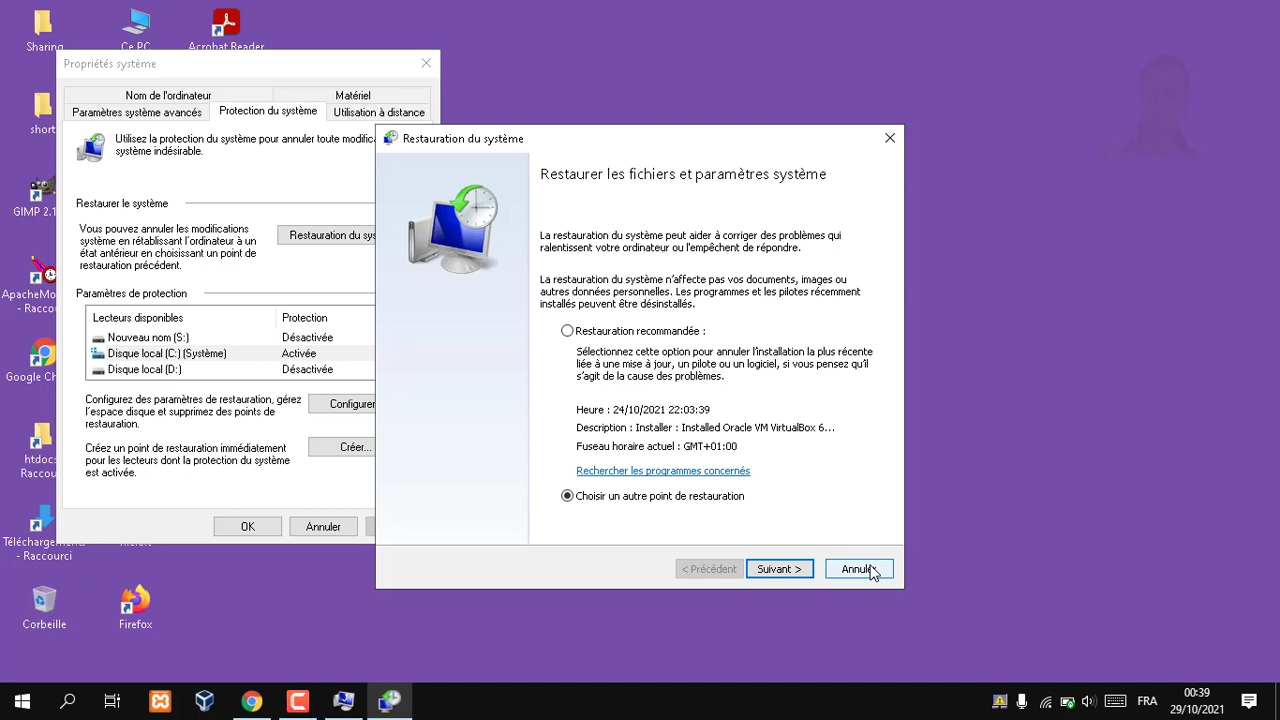 Sharing
Ce PC
Acrobat Reader
short
GIMP 2.1
ApacheMo
- Raccourci
Google Ch
htdoc
- Racc
Téléchargements
- Raccourci
Corbeille
Firefox
Propriétés système
Nom de l'ordinateur
Matériel
Paramètres système avancés
Protection du système
Utilisation à distance
Utilisez la protection du système pour annuler toute modifica
système indésirable.
Restaurer le système
Vous pouvez annuler les modifications
système en rétablissant l'ordinateur à un
état antérieur en choisissant un point de
restauration précédent.
Restauration du sys
Paramètres de protection
Lecteurs disponibles
Protection
Nouveau nom (S:)
Désactivée
Disque local (C:) (Système)
Activée
Disque local (D:)
Désactivée
Configurez des paramètres de restauration, gérez
l'espace disque et supprimez des points de
restauration.
Configurer
Créez un point de restauration immédiatement
pour les lecteurs dont la protection du système
est activée.
Créer...
OK
Annuler
Restauration du système
Restaurer les fichiers et paramètres système
La restauration du système peut aider à corriger des problèmes qui
ralentissent votre ordinateur ou l'empêchent de répondre.
La restauration du système n'affecte pas vos documents, images ou
autres données personnelles. Les programmes et les pilotes récemment
installés peuvent être désinstallés.
Restauration recommandée :
Sélectionnez cette option pour annuler l'installation la plus récente
liée à une mise à jour, un pilote ou un logiciel, si vous pensez qu'il
s'agit de la cause des problèmes.
Heure : 24/10/2021 22:03:39
Description : Installer : Installed Oracle VM VirtualBox 6...
Fuseau horaire actuel : GMT+01:00
Rechercher les programmes concernés
Choisir un autre point de restauration
< Précédent
Suivant >
Annuler
FRA
00:39
29/10/2021